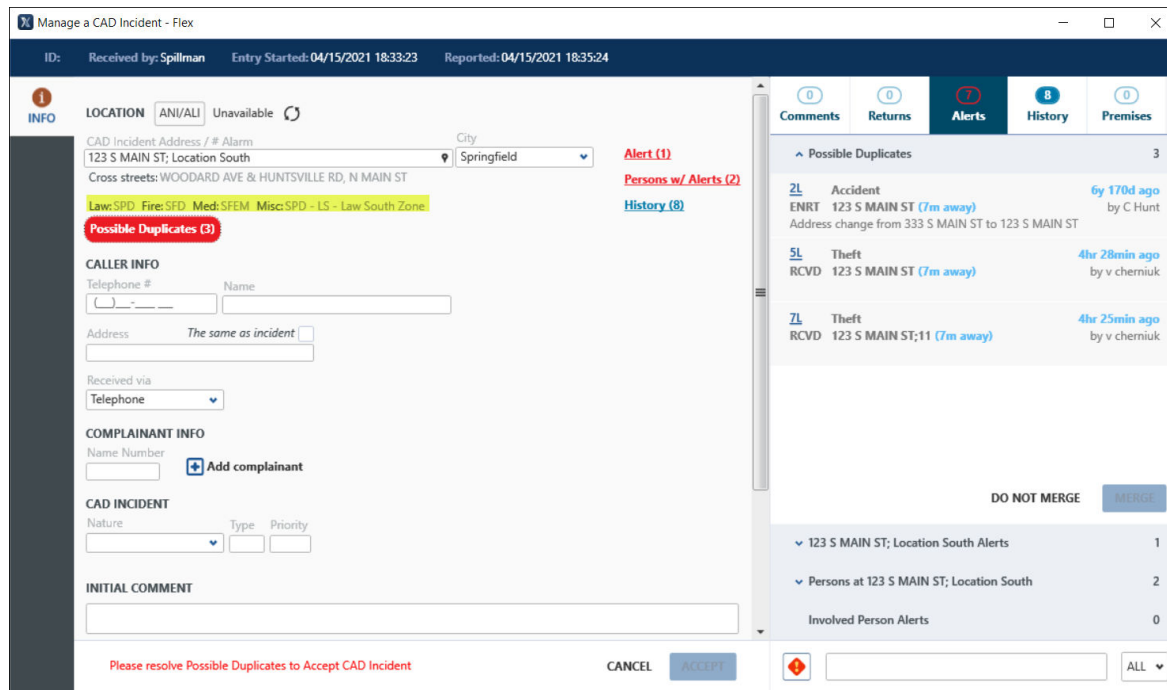 Manage a CAD Incident - Flex
ID: Received by: Spillman Entry Started: 04/15/2021 18:33:23 Reported: 04/15/2021 18:35:24
INFO
LOCATION ANI/ALI Unavailable
CAD Incident Address / # Alarm City
123 S MAIN ST; Location South Springfield
Cross streets: WOODARD AVE & HUNTSVILLE RD, N MAIN ST
Law: SPD Fire: SFD Med: SFEM Misc: SPD - LS - Law South Zone
Possible Duplicates (3)
Alert (1)
Persons w/ Alerts (2)
History (8)
CALLER INFO
Telephone # Name
(__)__-__ __
Address The same as incident
Received via
Telephone
COMPLAINANT INFO
Name Number
Add complainant
CAD INCIDENT
Nature Type Priority
INITIAL COMMENT
Please resolve Possible Duplicates to Accept CAD Incident CANCEL ACCEPT
0 0 7 8 0
Comments Returns Alerts History Premises
Possible Duplicates 3
2L Accident 6y 170d ago
ENRT 123 S MAIN ST (7m away) by C Hunt
Address change from 333 S MAIN ST to 123 S MAIN ST
5L Theft 4hr 28min ago
RCVD 123 S MAIN ST (7m away) by v cherniuk
7L Theft 4hr 25min ago
RCVD 123 S MAIN ST;11 (7m away) by v cherniuk
DO NOT MERGE MERGE
123 S MAIN ST; Location South Alerts 1
Persons at 123 S MAIN ST; Location South 2
Involved Person Alerts 0
ALL